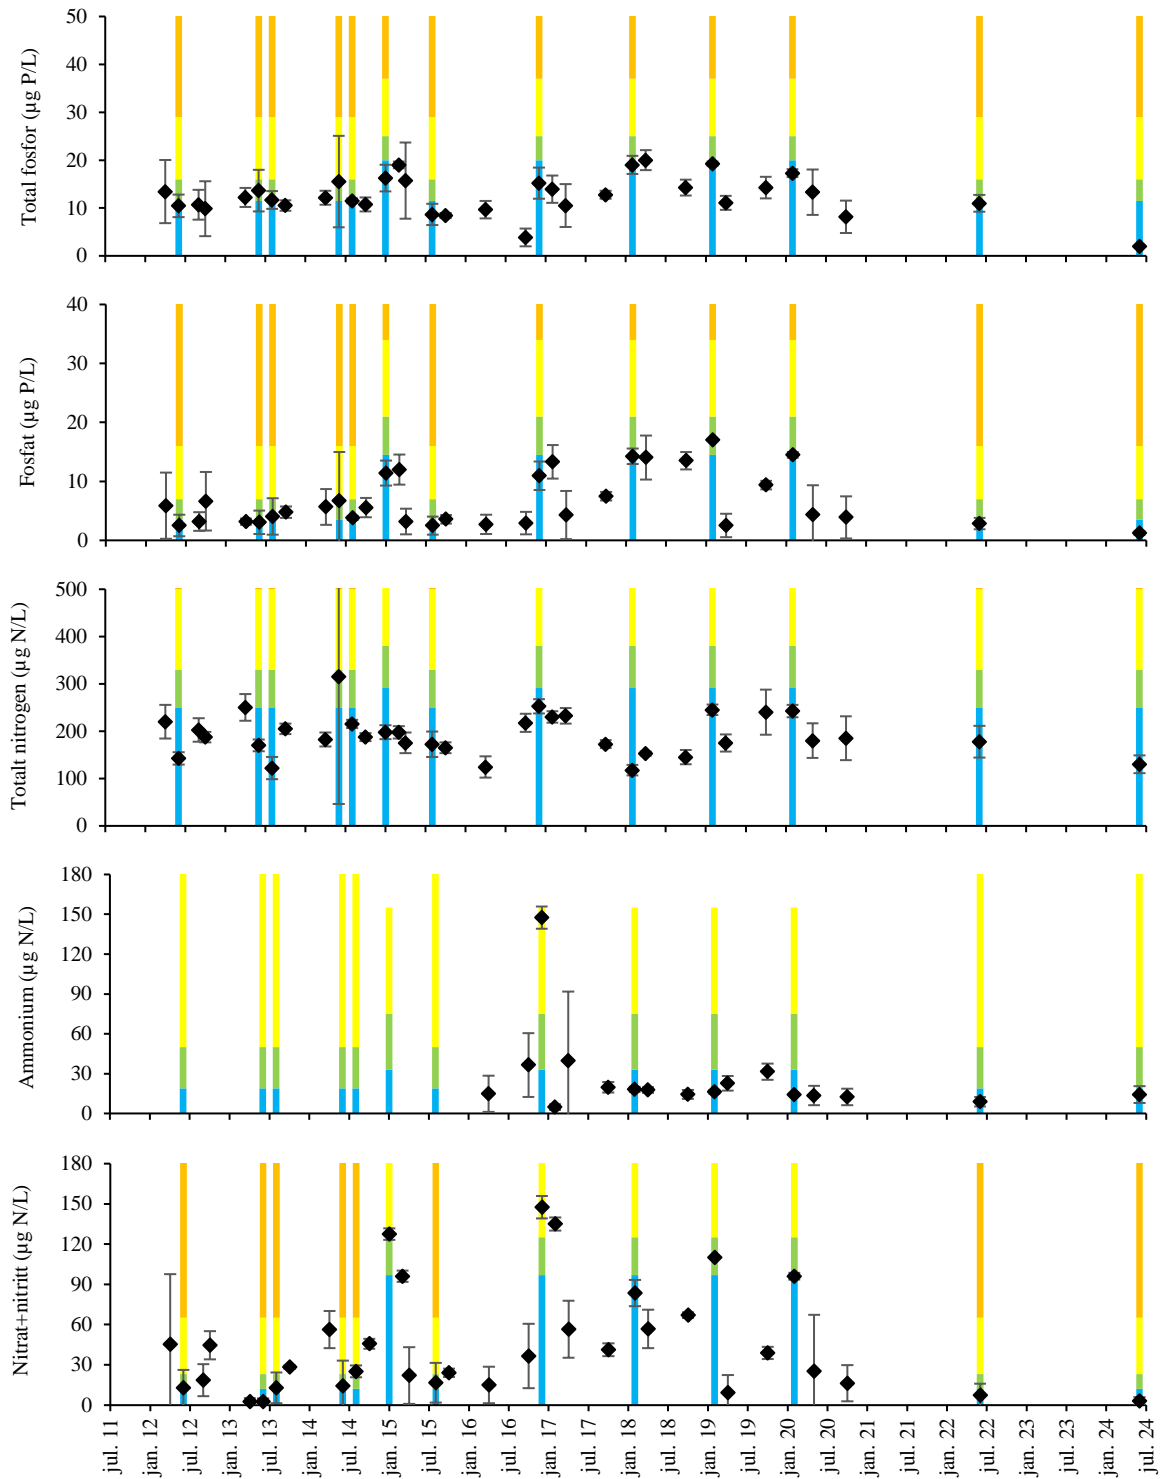 Total fosfor (µg P/L)
50
40
30
20
10
0
Fosfat (µg P/L)
40
30
20
10
0
Totalt nitrogen (µg N/L)
500
400
300
200
100
0
Ammonium (µg N/L)
180
150
120
90
60
30
0
Nitrat+nitritt (µg N/L)
180
150
120
90
60
30
0
jul. 11
jan. 12
jul. 12
jan. 13
jul. 13
jan. 14
jul. 14
jan. 15
jul. 15
jan. 16
jul. 16
jan. 17
jul. 17
jan. 18
jul. 18
jan. 19
jul. 19
jan. 20
jul. 20
jan. 21
jul. 21
jan. 22
jul. 22
jan. 23
jul. 23
jan. 24
jul. 24